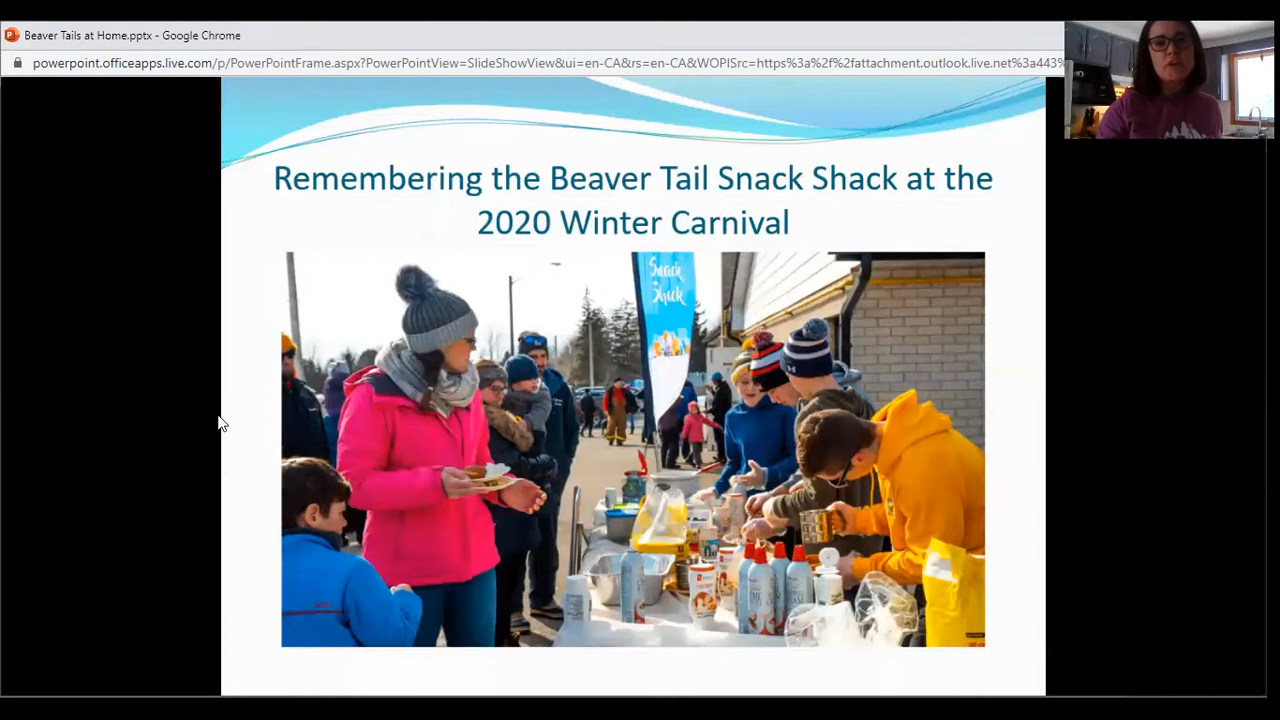 Beaver Tails at Home.pptx - Google Chrome
powerpoint.officeapps.live.com/p/PowerPointFrame.aspx?PowerPointView=SlideShowView&ui=en-CA&rs=en-CA&WOPISrc=https%3a%2f%2fattachment.outlook.live.net%3a443%
Remembering the Beaver Tail Snack Shack at the
2020 Winter Carnival
Snack
Shack